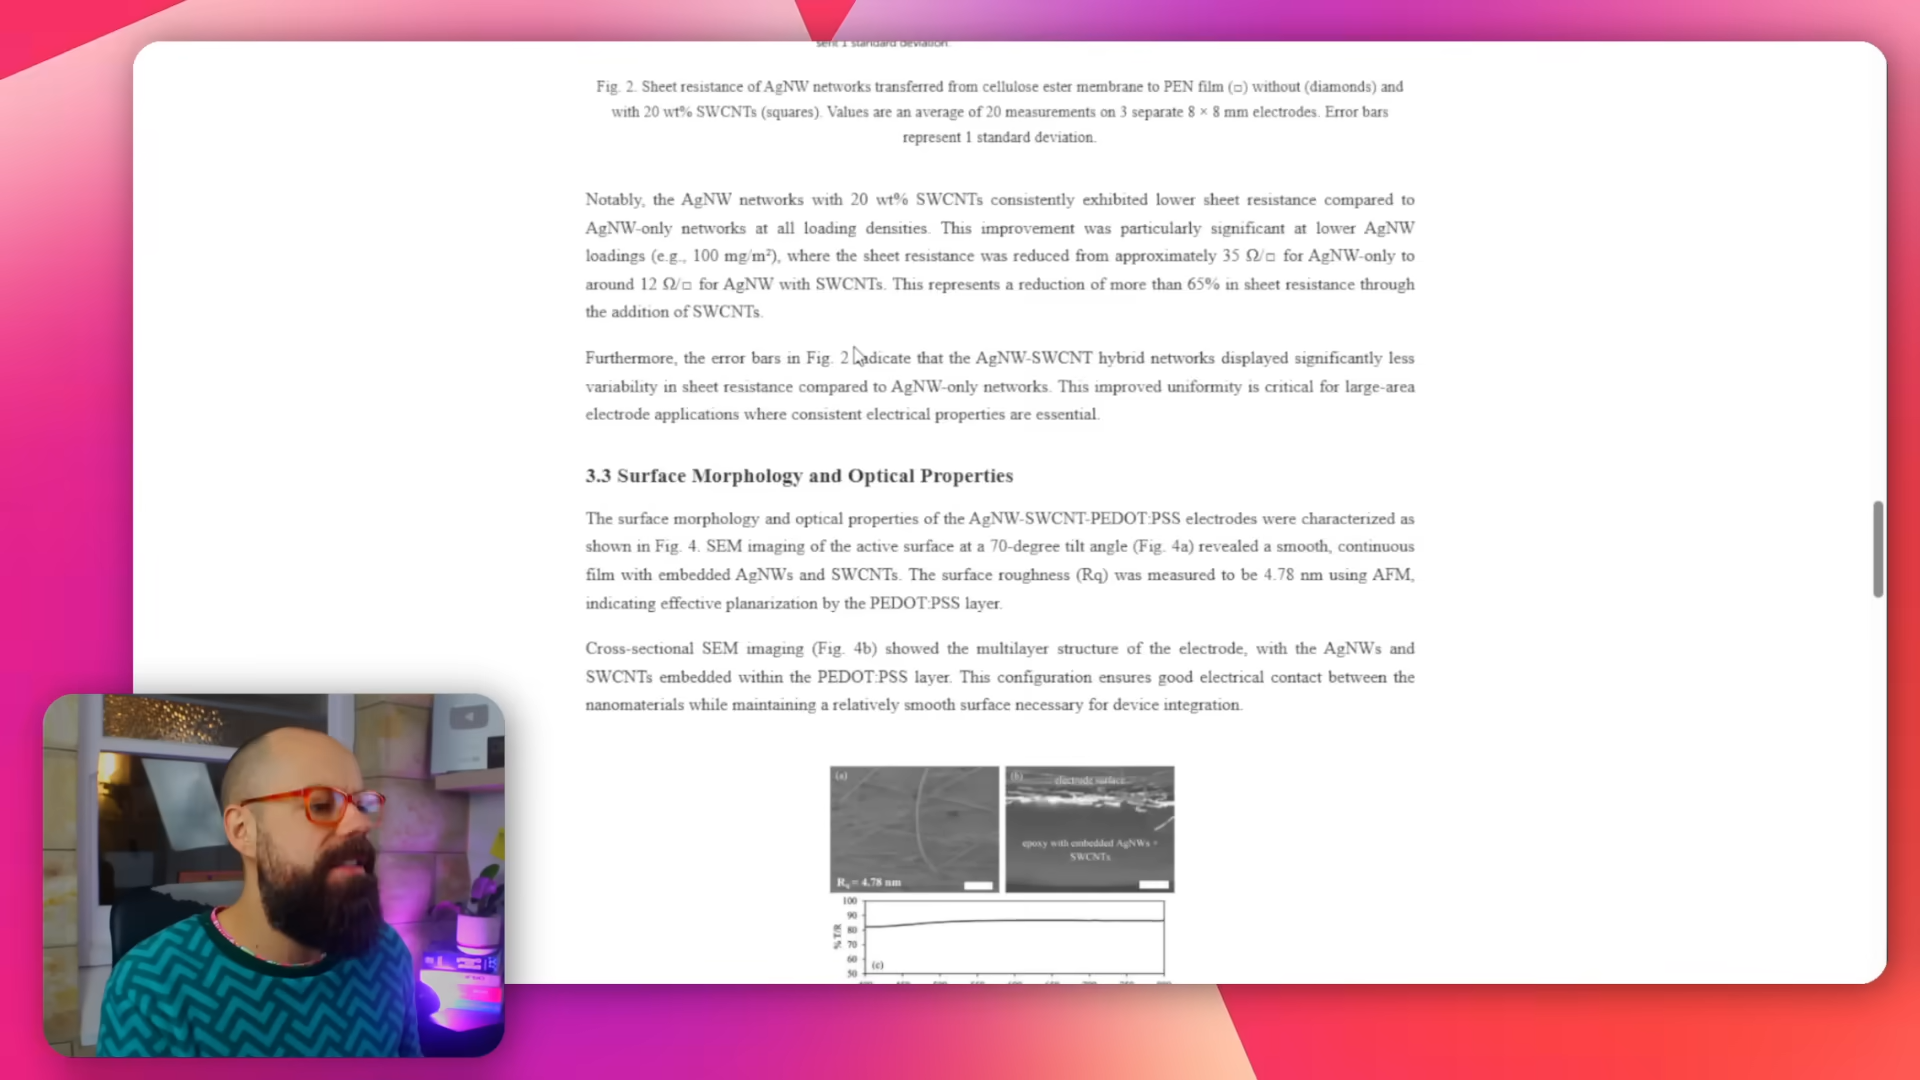 sent 1 standard deviation.
Fig. 2. Sheet resistance of AgNW networks transferred from cellulose ester membrane to PEN film (□) without (diamonds) and
with 20 wt% SWCNTs (squares). Values are an average of 20 measurements on 3 separate 8 × 8 mm electrodes. Error bars
represent 1 standard deviation.
Notably, the AgNW networks with 20 wt% SWCNTs consistently exhibited lower sheet resistance compared to
AgNW-only networks at all loading densities. This improvement was particularly significant at lower AgNW
loadings (e.g., 100 mg/m²), where the sheet resistance was reduced from approximately 35 Ω/□ for AgNW-only to
around 12 Ω/□ for AgNW with SWCNTs. This represents a reduction of more than 65% in sheet resistance through
the addition of SWCNTs.
Furthermore, the error bars in Fig. 2 indicate that the AgNW-SWCNT hybrid networks displayed significantly less
variability in sheet resistance compared to AgNW-only networks. This improved uniformity is critical for large-area
electrode applications where consistent electrical properties are essential.
3.3 Surface Morphology and Optical Properties
The surface morphology and optical properties of the AgNW-SWCNT-PEDOT:PSS electrodes were characterized as
shown in Fig. 4. SEM imaging of the active surface at a 70-degree tilt angle (Fig. 4a) revealed a smooth, continuous
film with embedded AgNWs and SWCNTs. The surface roughness (Rq) was measured to be 4.78 nm using AFM,
indicating effective planarization by the PEDOT:PSS layer.
Cross-sectional SEM imaging (Fig. 4b) showed the multilayer structure of the electrode, with the AgNWs and
SWCNTs embedded within the PEDOT:PSS layer. This configuration ensures good electrical contact between the
nanomaterials while maintaining a relatively smooth surface necessary for device integration.
(a)
Rq = 4.78 nm
(b)
electrode surface
epoxy with embedded AgNWs +
SWCNTs
% T/R
100
90
80
70
60
50
(c)